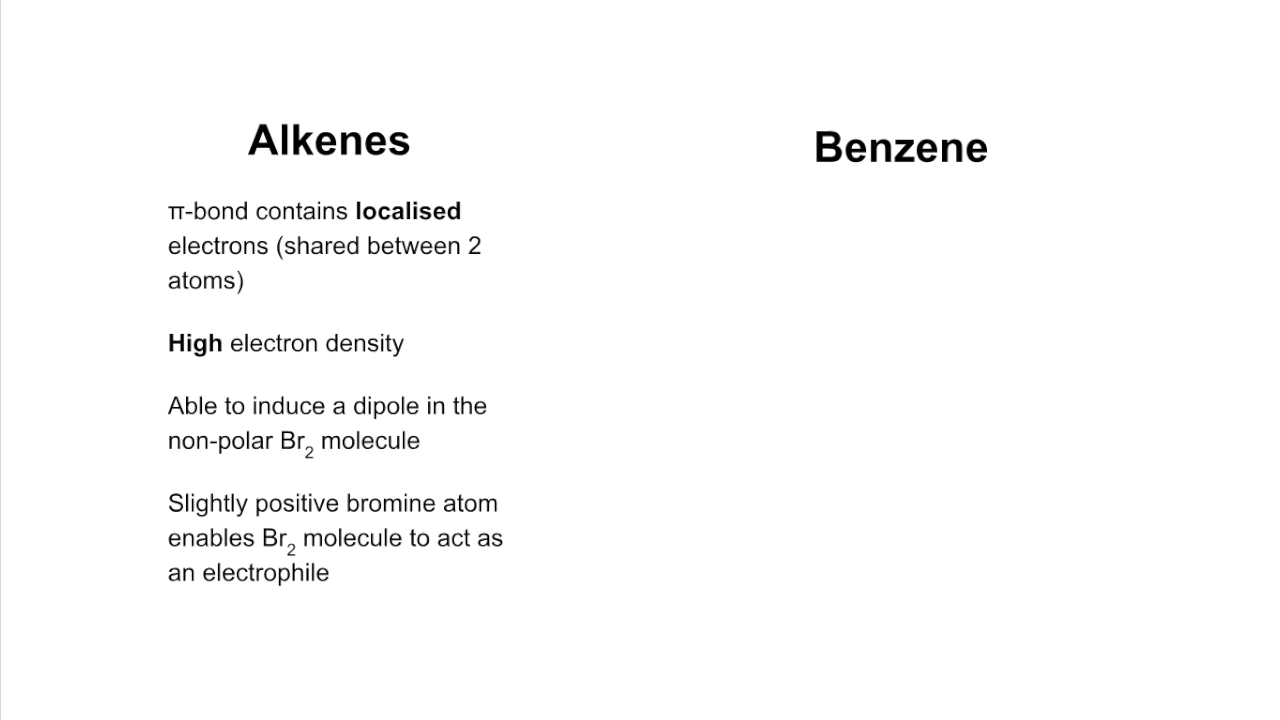 Alkenes
π-bond contains localised
electrons (shared between 2
atoms)
High electron density
Able to induce a dipole in the
non-polar Br₂ molecule
Slightly positive bromine atom
enables Br₂ molecule to act as
an electrophile
Benzene